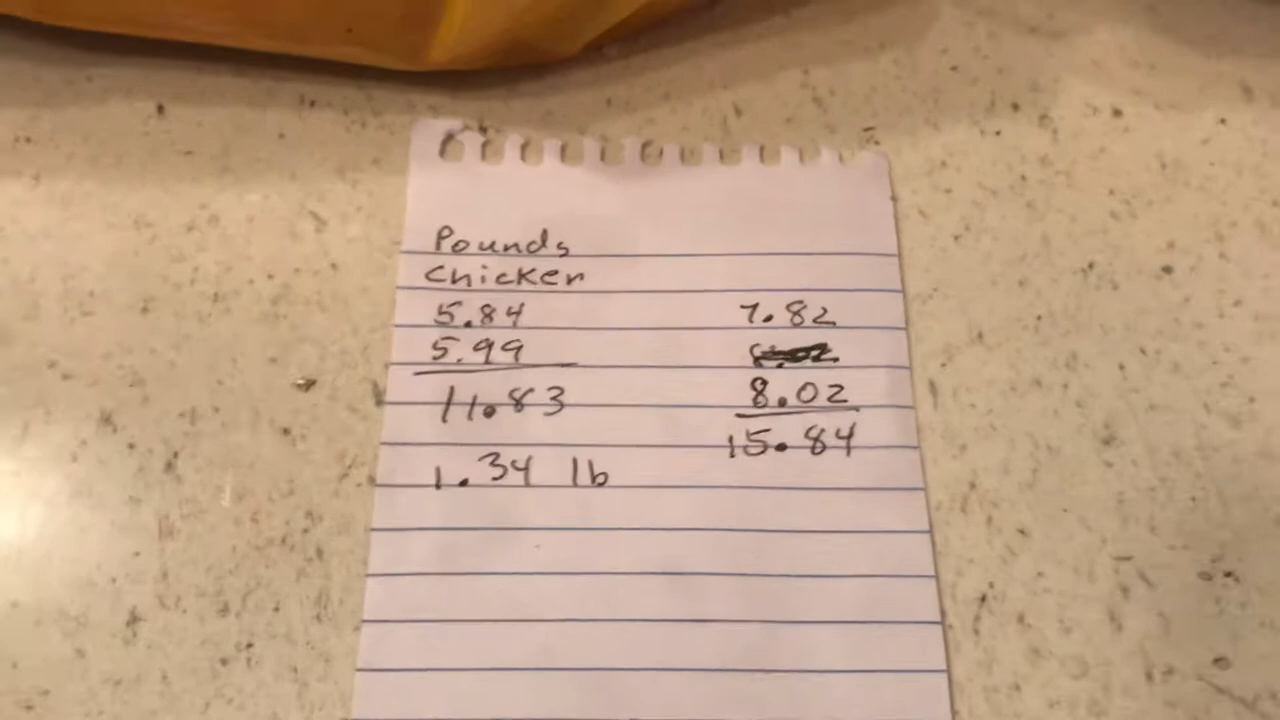 Pounds
Chicken
5.84 7.82
5.99
11.83 8.02
15.84
1.34 lb